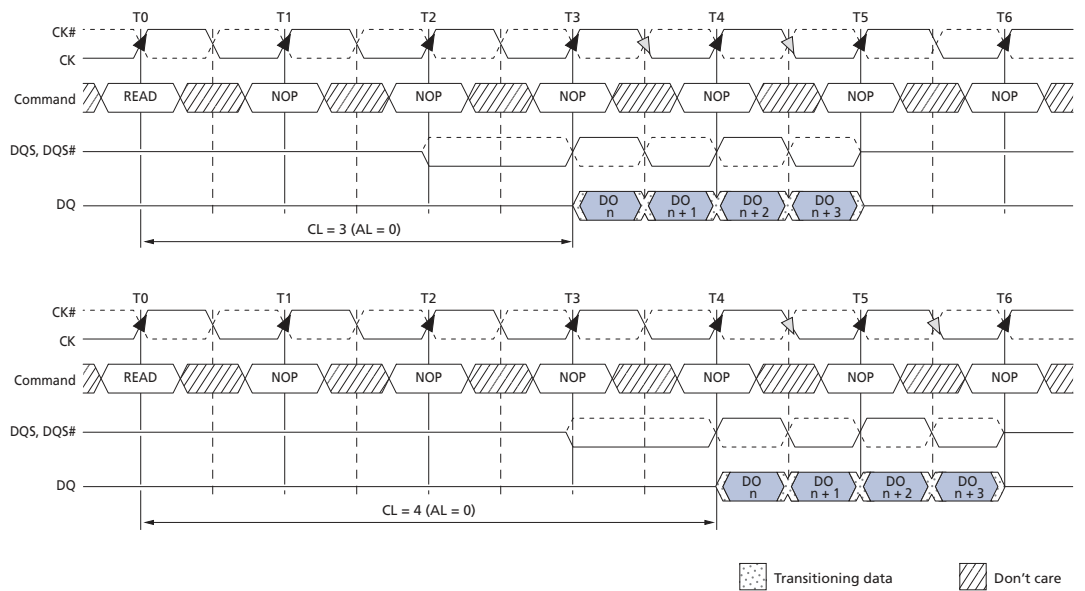 T0 T1 T2 T3 T4 T5 T6
CK#
CK
Command READ NOP NOP NOP NOP NOP NOP
DQS, DQS#
DQ DO n DO n + 1 DO n + 2 DO n + 3
CL = 3 (AL = 0)
T0 T1 T2 T3 T4 T5 T6
CK#
CK
Command READ NOP NOP NOP NOP NOP NOP
DQS, DQS#
DQ DO n DO n + 1 DO n + 2 DO n + 3
CL = 4 (AL = 0)
Transitioning data Don't care